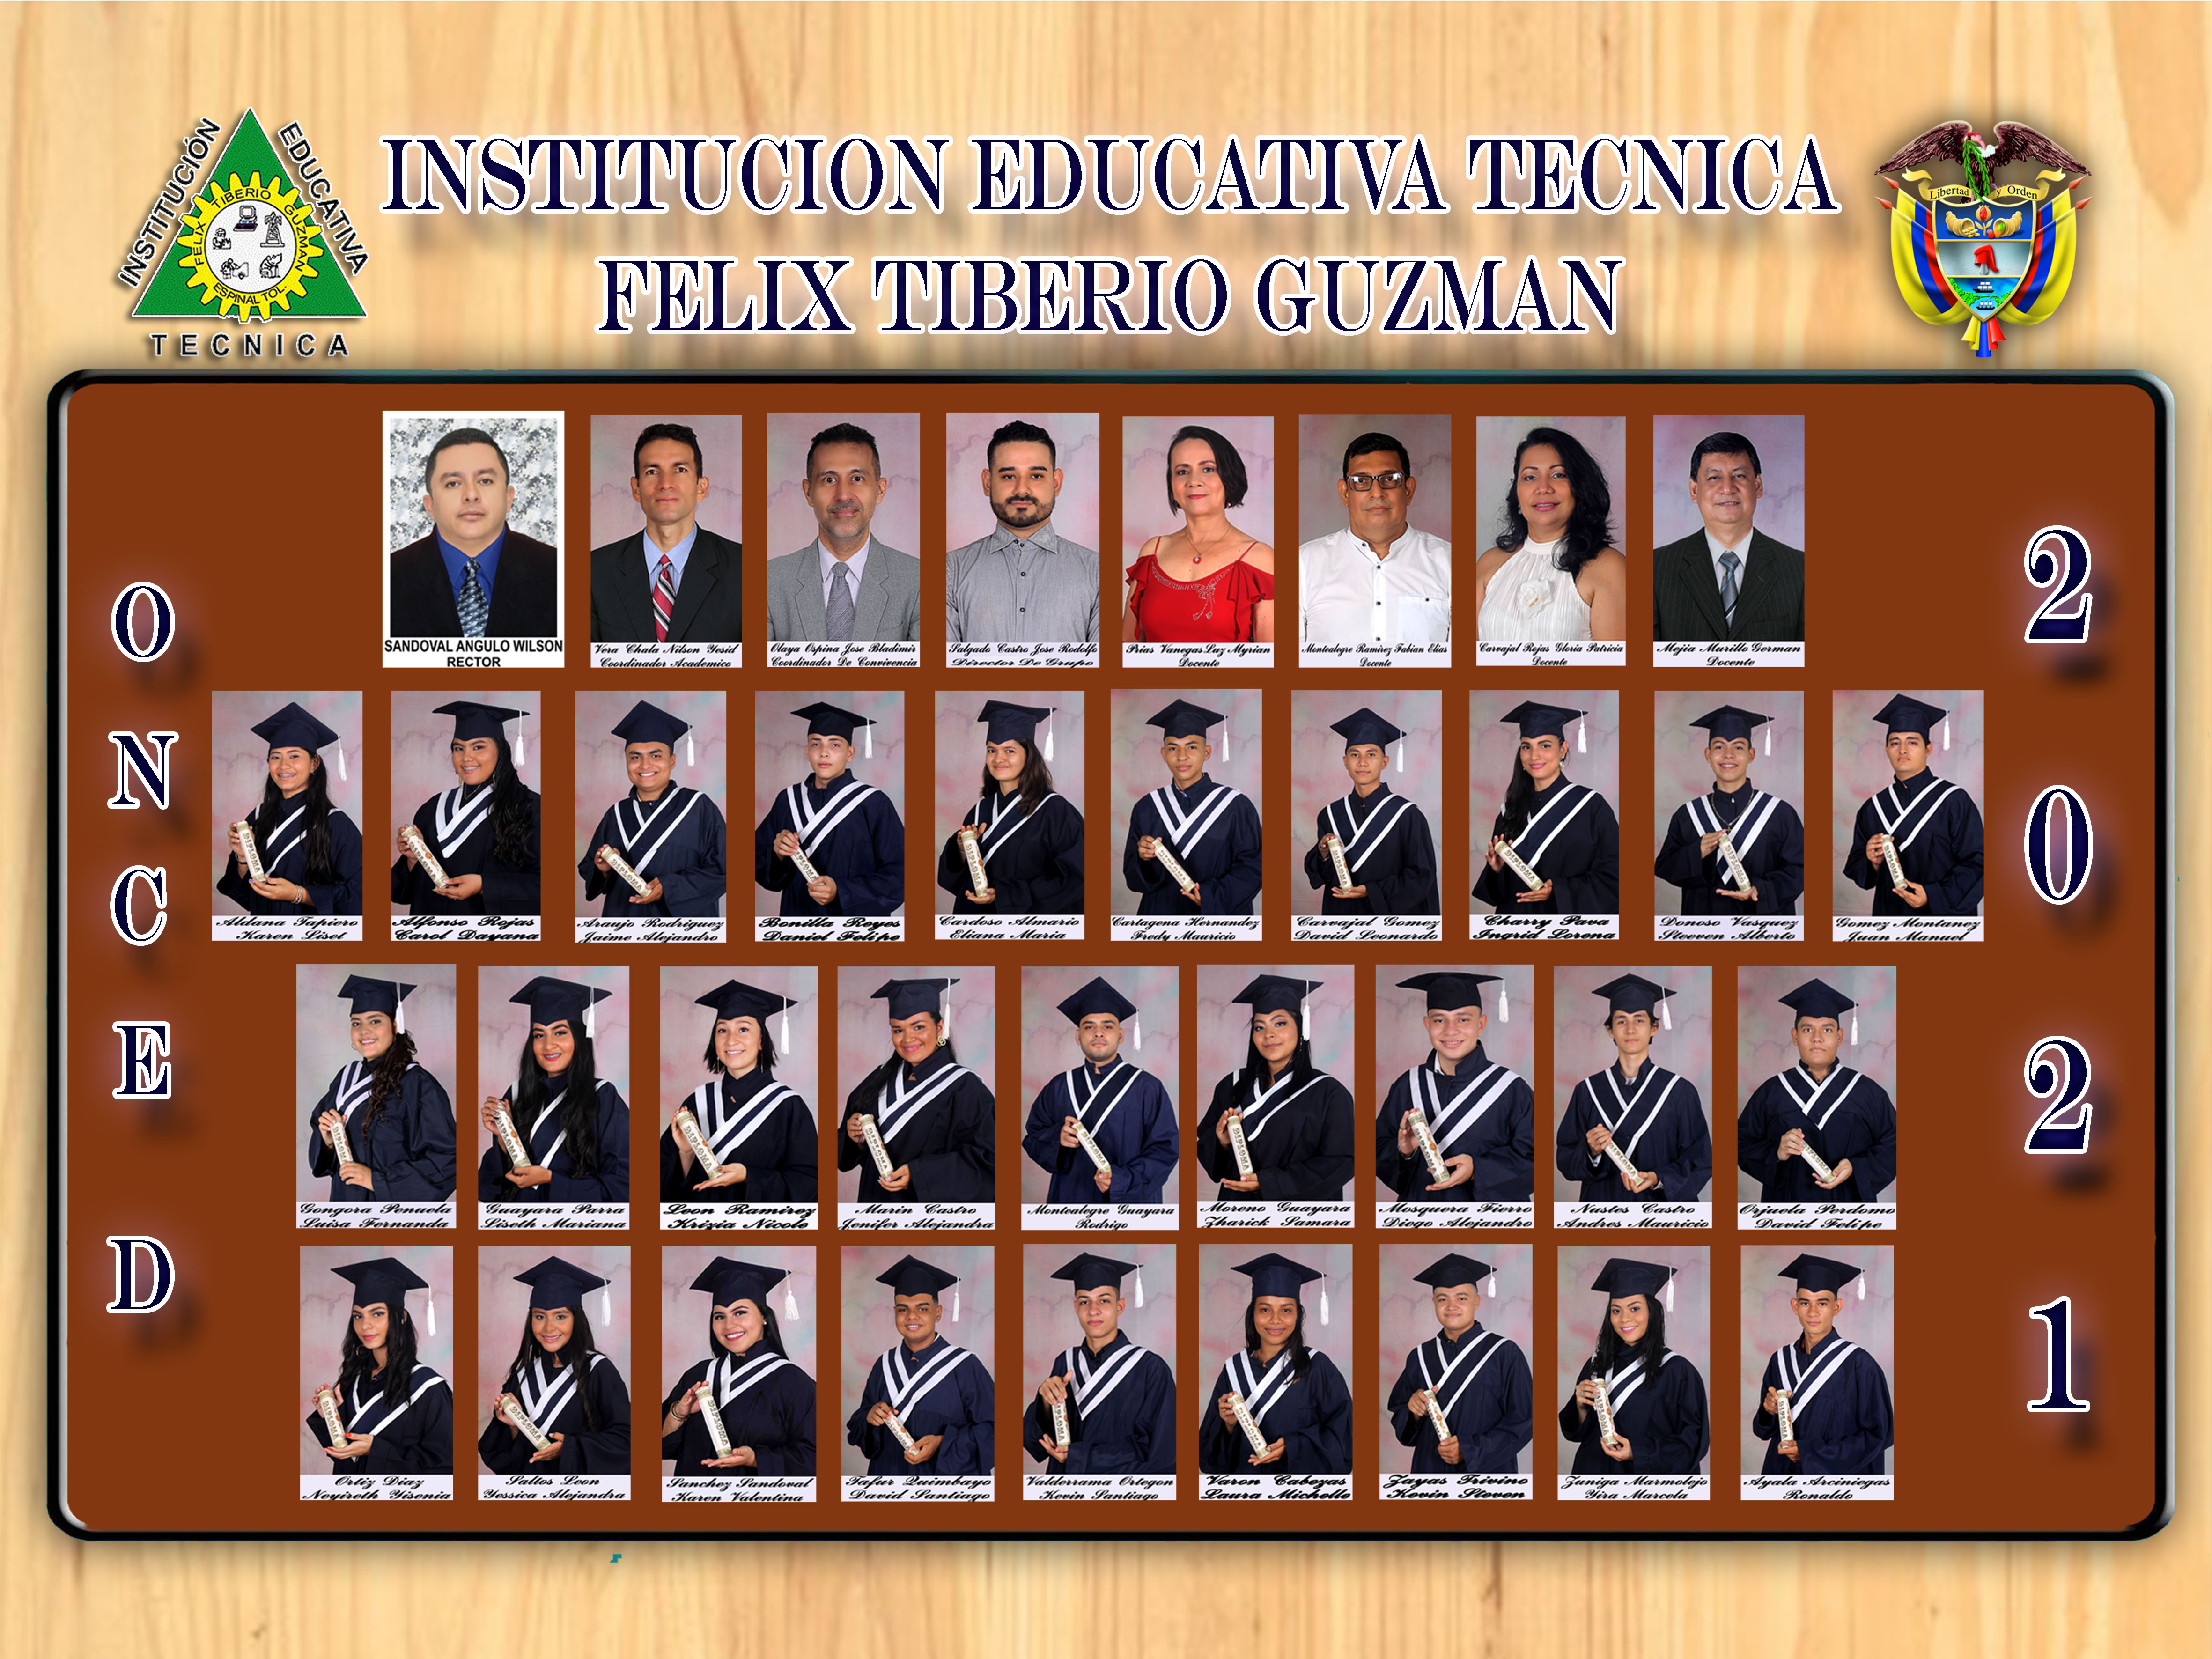 INSTITUCIÓN EDUCATIVA
FELIX TIBERIO GUZMAN
ESPINAL TOL.
TECNICA
INSTITUCION EDUCATIVA TECNICA
FELIX TIBERIO GUZMAN
Libertad y Orden
ONCE D
2021
SANDOVAL ANGULO WILSON
RECTOR
Vera Chala Nilson Yesid
Coordinador Academico
Olaya Ospina Jose Bladimir
Coordinador De Convivencia
Salgado Castro Jose Rodolfo
Director De Grupo
Prias Vanegas Luz Myrian
Docente
Montealegre Ramirez Fabian Elias
Docente
Carvajal Rojas Gloria Patricia
Docente
Mejia Murillo German
Docente
Aldana Tapiero
Karen Liset
Alfonso Rojas
Carol Dayana
Araujo Rodriguez
Jaime Alejandro
Bonilla Reyes
Daniel Felipe
Cardoso Almario
Eliana Maria
Cartagena Hernandez
Fredy Mauricio
Carvajal Gomez
David Leonardo
Charry Pava
Ingrid Lorena
Donoso Vasquez
Steeven Alberto
Gomez Montanez
Juan Manuel
Gongora Penuela
Luisa Fernanda
Guayara Parra
Liseth Mariana
Leon Ramirez
Krizia Nicole
Marin Castro
Jenifer Alejandra
Montealegre Guayara
Rodrigo
Moreno Guayara
Zharick Samara
Mosquera Fierro
Diego Alejandro
Nastes Castro
Andres Mauricio
Orjuela Perdomo
David Felipe
Ortiz Diaz
Neyireth Yisenia
Saltos Leon
Yessica Alejandra
Sanchez Sandoval
Karen Valentina
Tafur Quimbayo
David Santiago
Valderrama Ortegon
Kevin Santiago
Varon Cabezas
Laura Michelle
Zayas Trivino
Kevin Steven
Zuniga Marmolejo
Yira Marcela
Ayala Arciniegas
Ronaldo